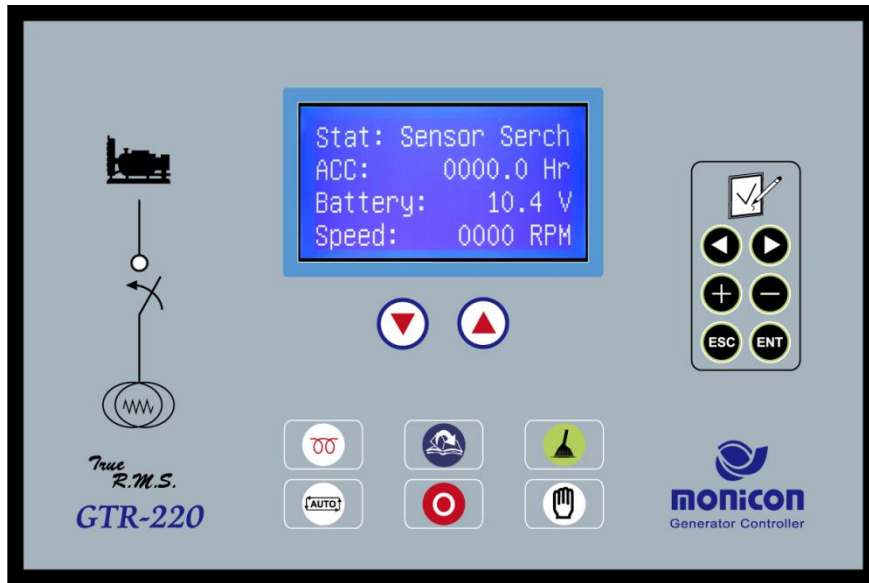 Stat: Sensor Serch
ACC: 0000.0 Hr
Battery: 10.4 V
Speed: 0000 RPM
ESC ENT
True
R.M.S.
GTR-220
AUTO
monicon
Generator Controller